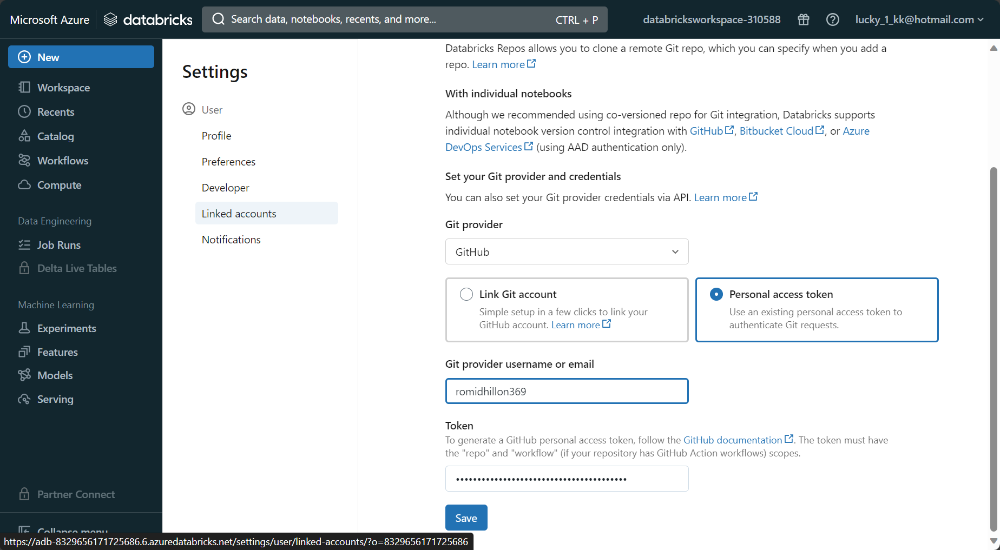 Microsoft Azure databricks Search data, notebooks, recents, and more... CTRL + P databricksworkspace-310588 lucky_1_kk@hotmail.com
New
Workspace
Recents
Catalog
Workflows
Compute
Data Engineering
Job Runs
Delta Live Tables
Machine Learning
Experiments
Features
Models
Serving
Partner Connect
Collapse menu
Settings
User
Profile
Preferences
Developer
Linked accounts
Notifications
Databricks Repos allows you to clone a remote Git repo, which you can specify when you add a
repo. Learn more
With individual notebooks
Although we recommended using co-versioned repo for Git integration, Databricks supports
individual notebook version control integration with GitHub, Bitbucket Cloud, or Azure
DevOps Services (using AAD authentication only).
Set your Git provider and credentials
You can also set your Git provider credentials via API. Learn more
Git provider
GitHub
Link Git account
Simple setup in a few clicks to link your
GitHub account. Learn more
Personal access token
Use an existing personal access token to
authenticate Git requests.
Git provider username or email
romidhillon369
Token
To generate a GitHub personal access token, follow the GitHub documentation. The token must have
the "repo" and "workflow" (if your repository has GitHub Action workflows) scopes.
••••••••••••••••••••••••••••••••••••••••
Save
https://adb-8329656171725686.6.azuredatabricks.net/settings/user/linked-accounts/?o=8329656171725686